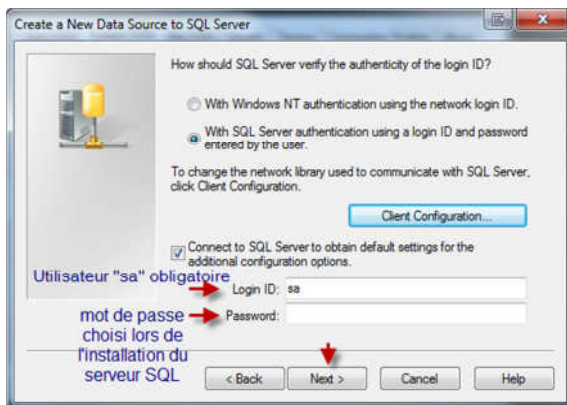 Create a New Data Source to SQL Server
How should SQL Server verify the authenticity of the login ID?
With Windows NT authentication using the network login ID.
With SQL Server authentication using a login ID and password
entered by the user.
To change the network library used to communicate with SQL Server,
click Client Configuration.
Client Configuration...
Connect to SQL Server to obtain default settings for the
additional configuration options.
Utilisateur "sa" obligatoire
Login ID: sa
mot de passe
choisi lors de
l'installation du
serveur SQL
Password:
< Back
Next >
Cancel
Help